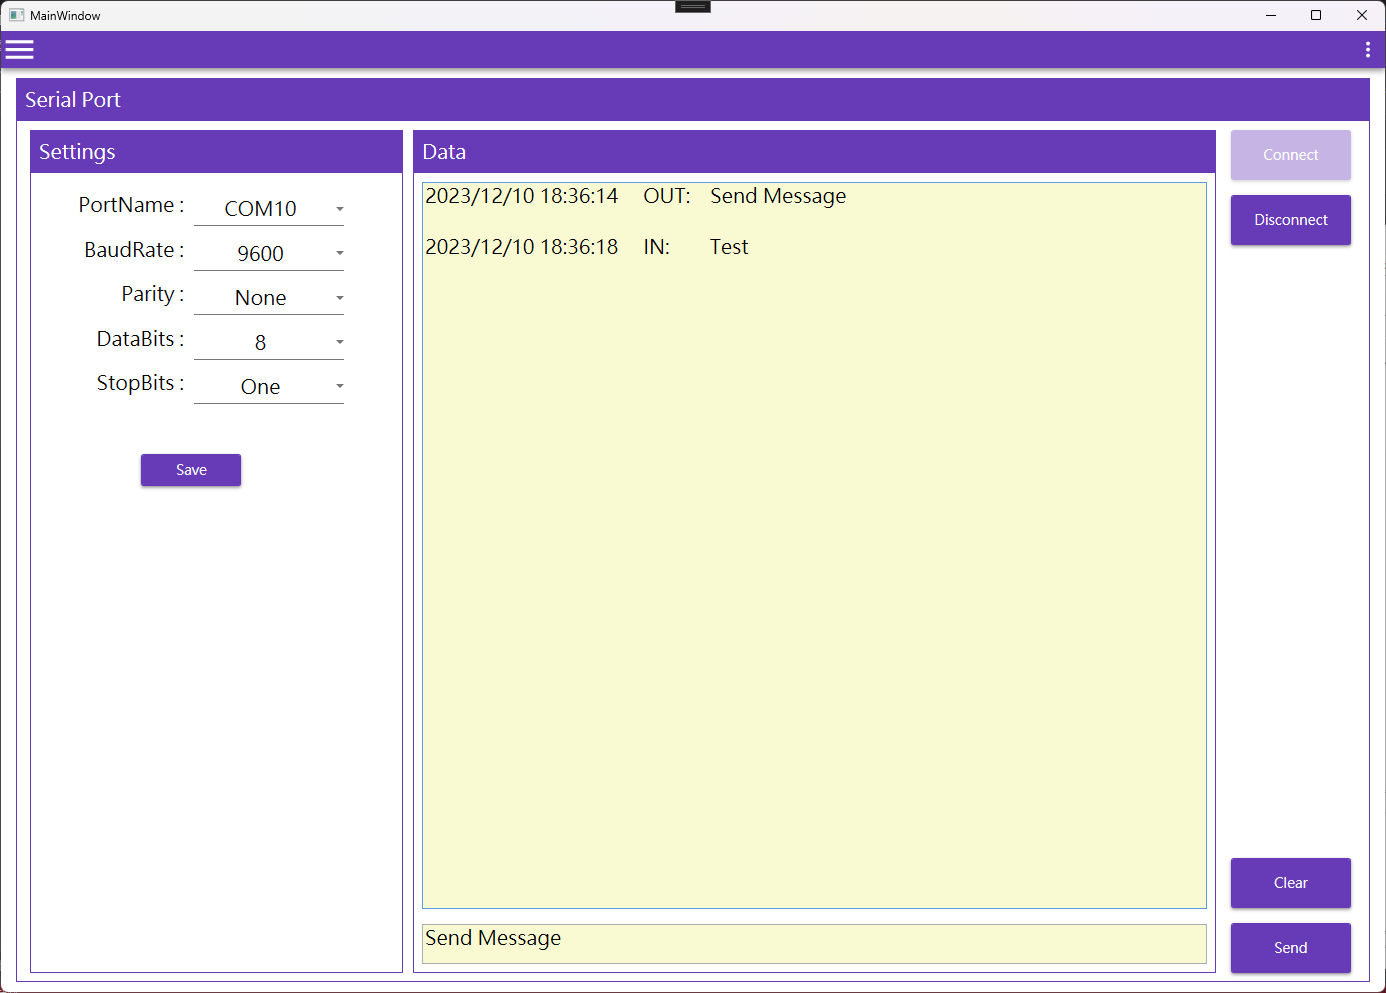 MainWindow
Serial Port
Settings
PortName : COM10
BaudRate : 9600
Parity : None
DataBits : 8
StopBits : One
Save
Data
2023/12/10 18:36:14 OUT: Send Message
2023/12/10 18:36:18 IN: Test
Send Message
Connect
Disconnect
Clear
Send